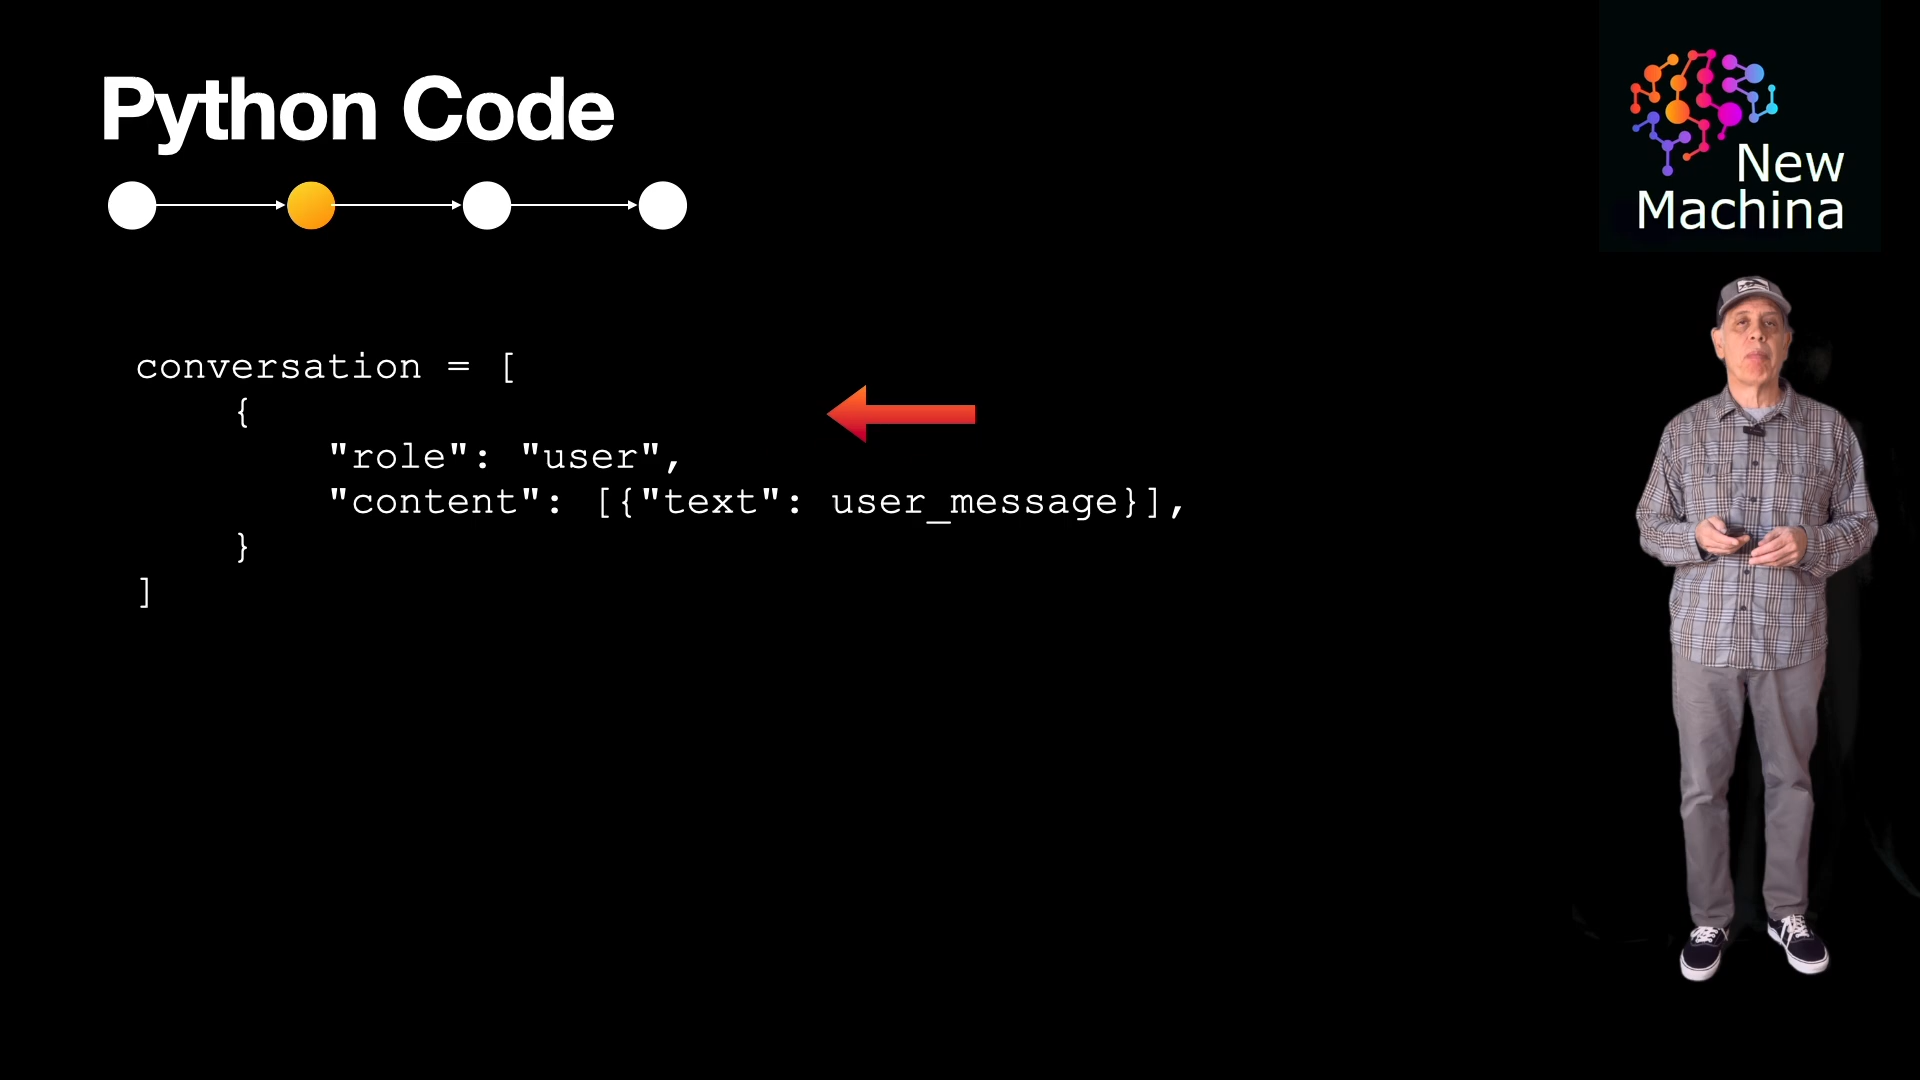 Python Code
New
Machina
conversation = [
{
"role": "user",
"content": [{"text": user_message}],
}
]